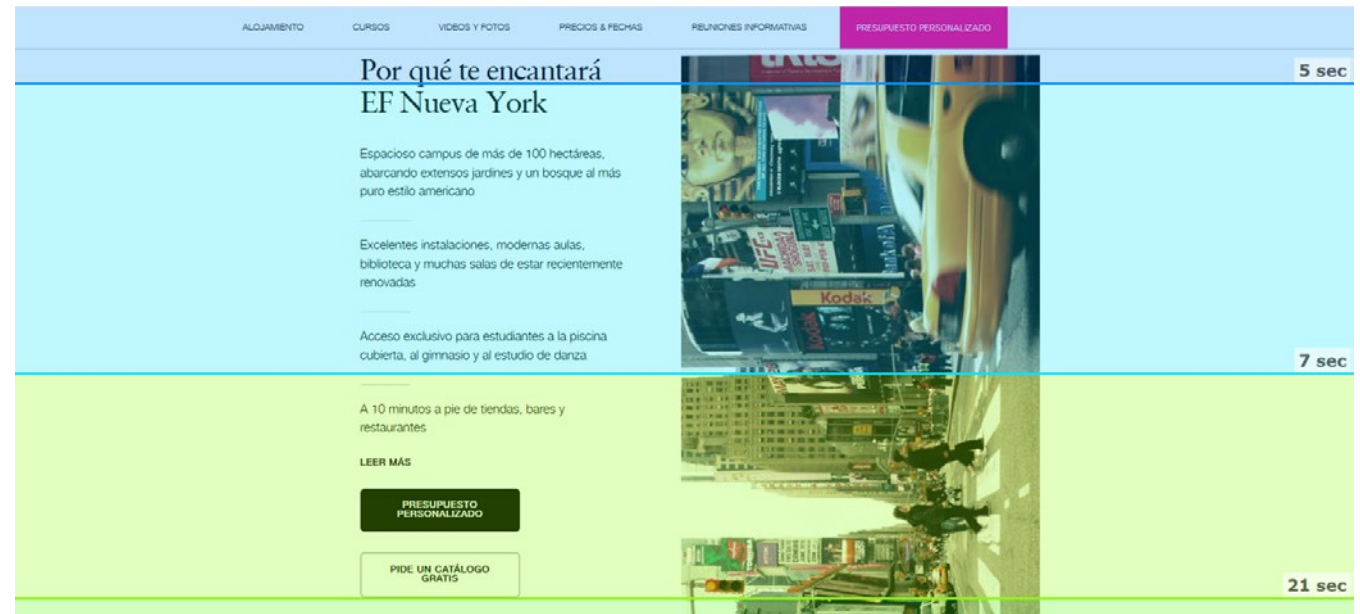 ALOJAMIENTO CURSOS VIDEOS Y FOTOS PRECIOS & FECHAS REUNIONES INFORMATIVAS PRESUPUESTO PERSONALIZADO
Por qué te encantará
EF Nueva York
5 sec
Espacioso campus de más de 100 hectáreas,
abarcando extensos jardines y un bosque al más
puro estilo americano
Excelentes instalaciones, modernas aulas,
biblioteca y muchas salas de estar recientemente
renovadas
Acceso exclusivo para estudiantes a la piscina
cubierta, al gimnasio y al estudio de danza
7 sec
A 10 minutos a pie de tiendas, bares y
restaurantes
LEER MÁS
PRESUPUESTO
PERSONALIZADO
PIDE UN CATÁLOGO
GRATIS
21 sec
UFC
Kodak
Kodak